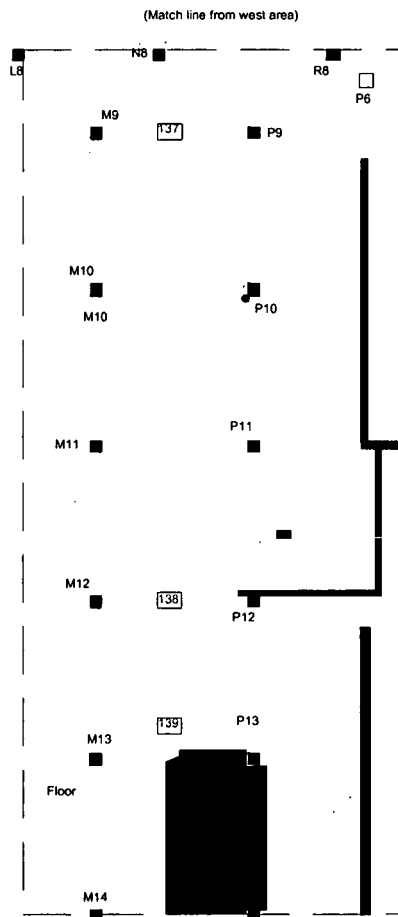 (Match line from west area)
L8
N8
R8
P6
M9
137
P9
M10
M10
P10
P11
M11
M12
138
P12
139
M13
P13
Floor
M14